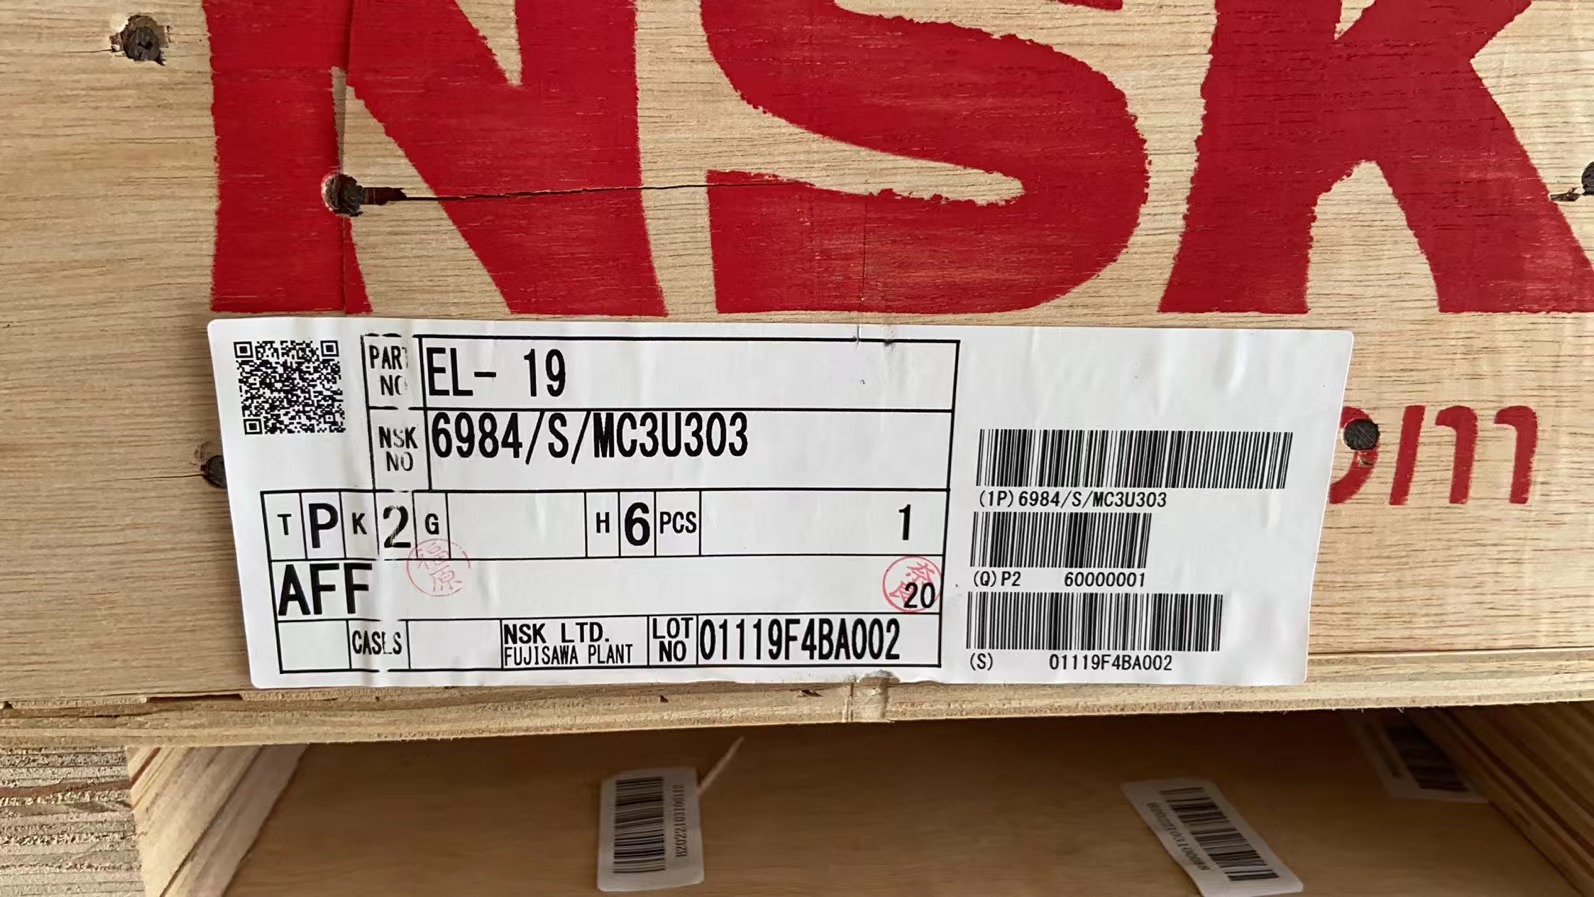 NSK
om
PART NO EL- 19
NSK NO 6984/S/MC3U303
T P K 2 G H 6 PCS 1
AFF 20
CASES NSK LTD. FUJISAWA PLANT LOT NO 01119F4BA002
(1P) 6984/S/MC3U303
(Q) P2 60000001
(S) 01119F4BA002